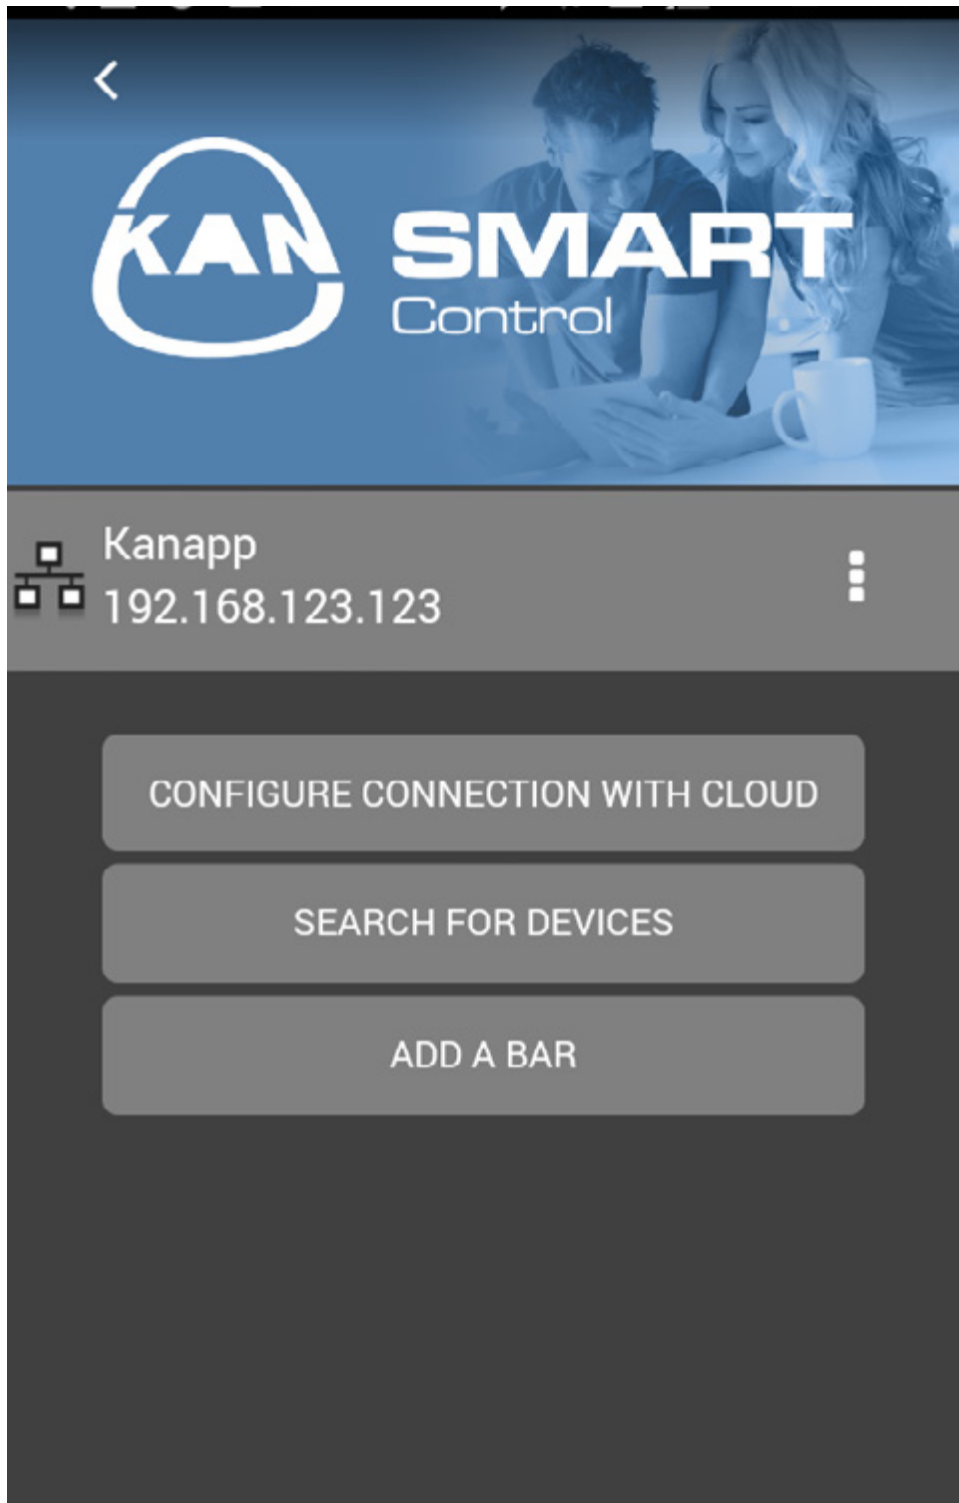 KAN
SMART
Control
Kanapp
192.168.123.123
CONFIGURE CONNECTION WITH CLOUD
SEARCH FOR DEVICES
ADD A BAR